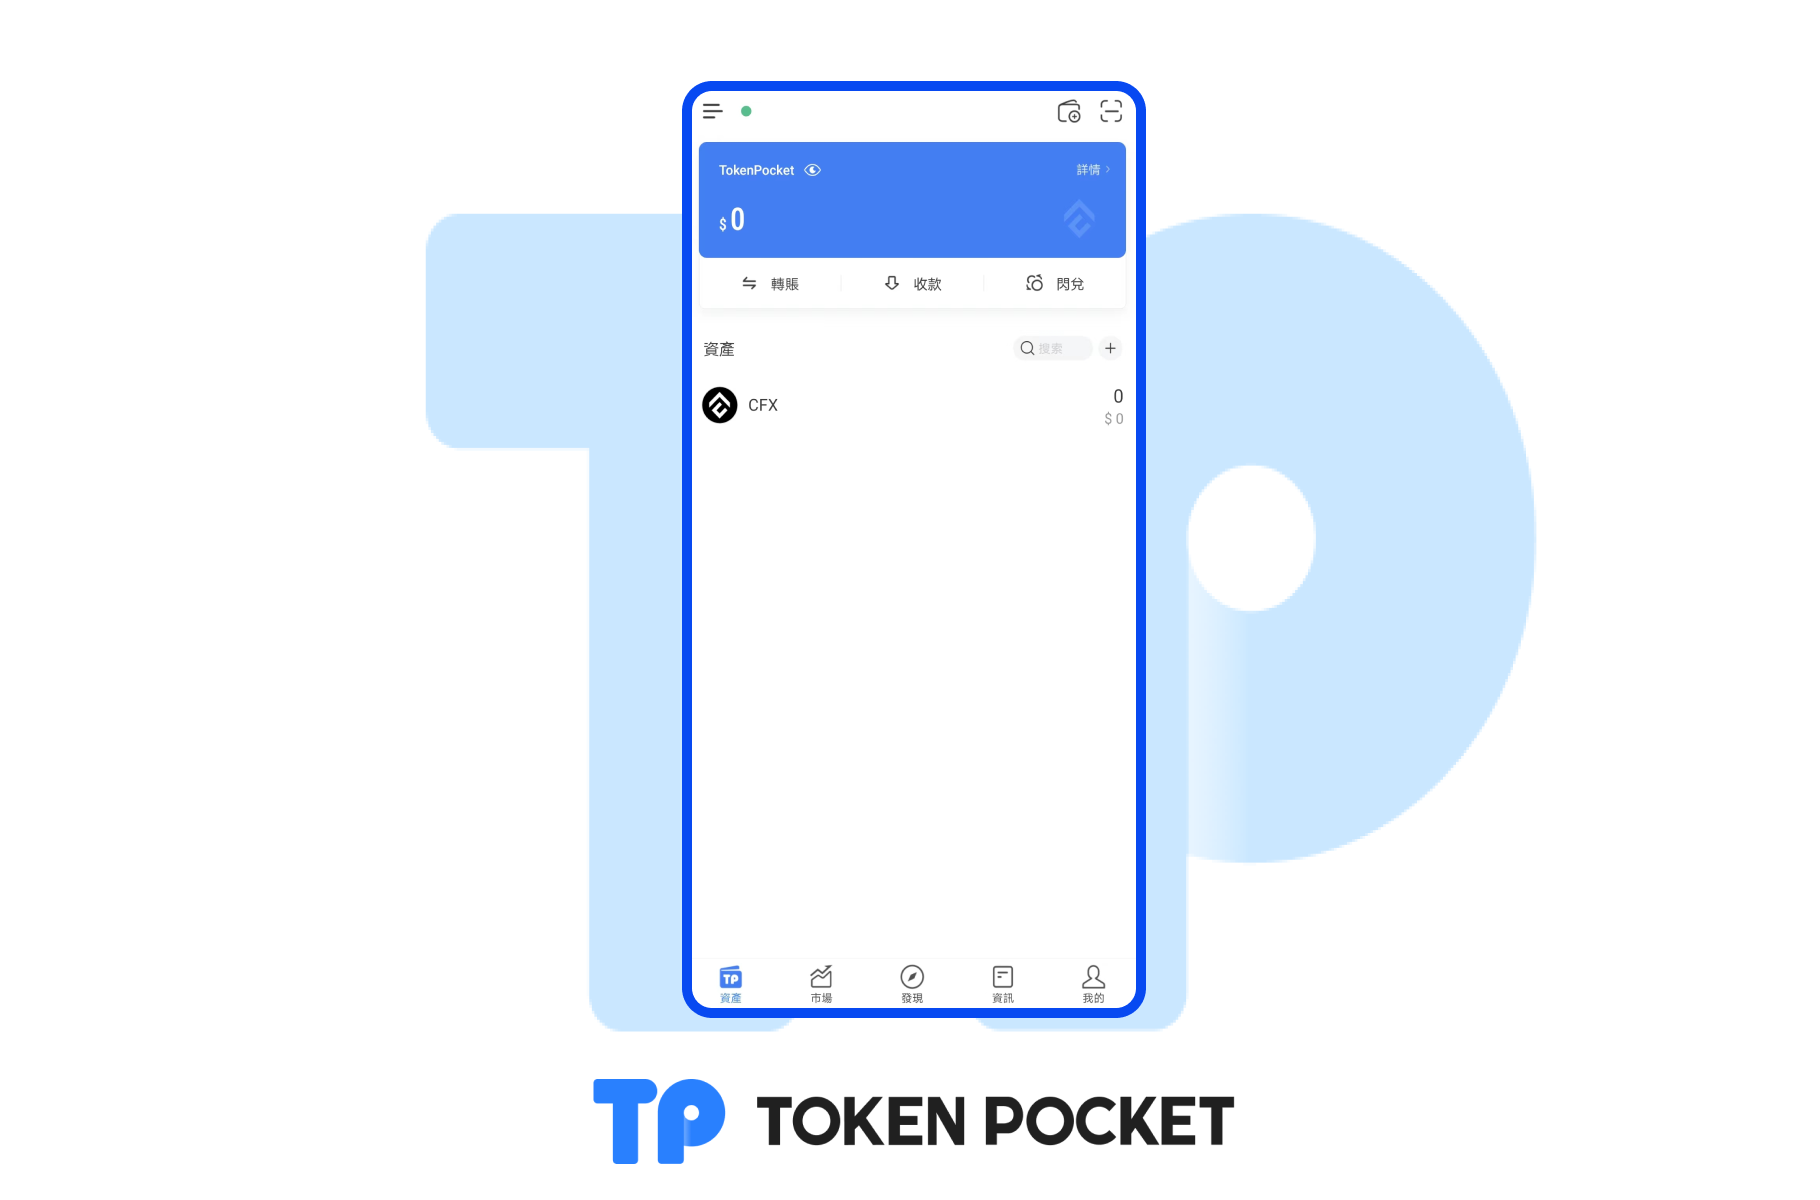 TokenPocket
詳情
$ 0
轉賬
收款
閃兌
資產
搜索
CFX
0
$ 0
TP
資產
市場
發現
資訊
我的
TP
TOKEN POCKET